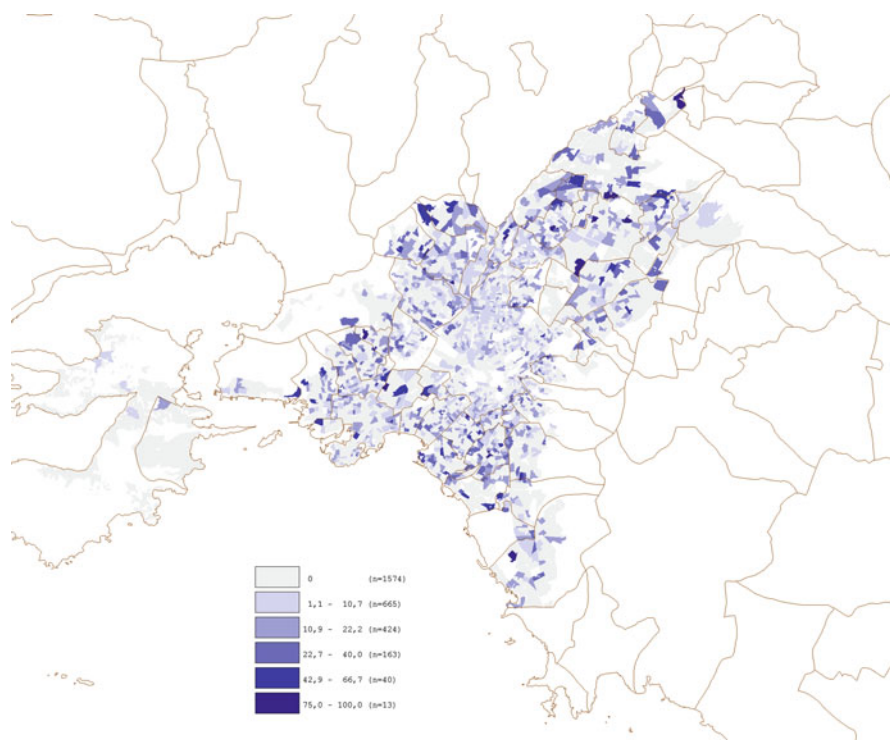 0 (n=1574)
1,1 - 10,7 (n=665)
10,9 - 22,2 (n=424)
22,7 - 40,0 (n=163)
42,9 - 66,7 (n=40)
75,0 - 100,0 (n=13)